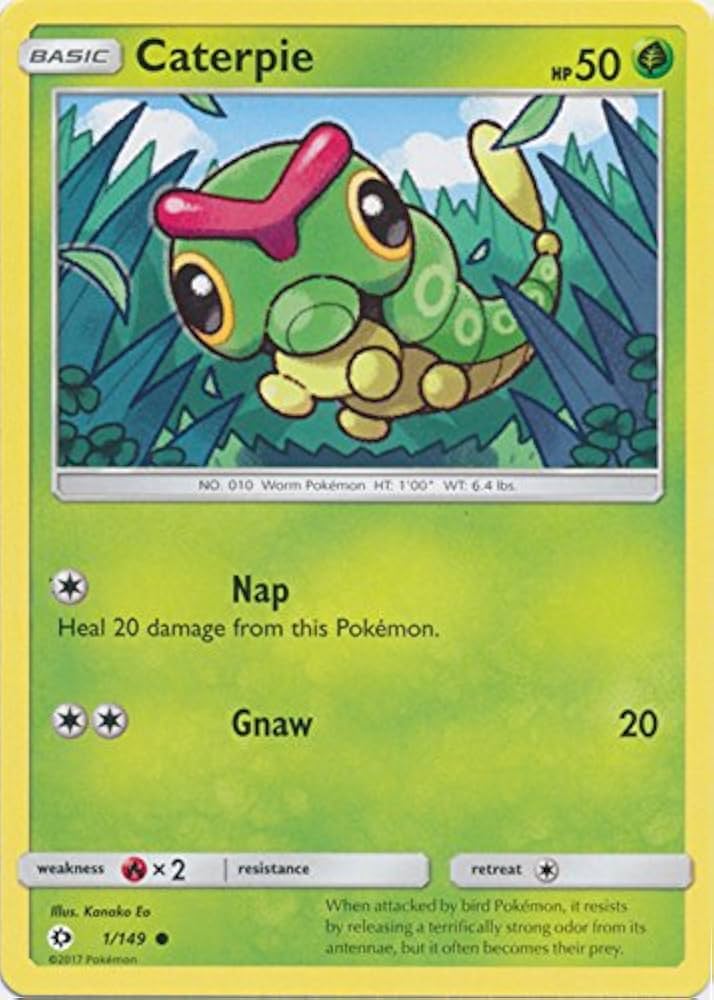 BASIC Caterpie HP50
NO. 010 Worm Pokémon HT: 1'00" WT: 6.4 lbs.
Nap
Heal 20 damage from this Pokémon.
Gnaw 20
weakness ×2 resistance retreat
Illus. Kanako Eo
1/149
©2017 Pokémon
When attacked by bird Pokémon, it resists
by releasing a terrifically strong odor from its
antennae, but it often becomes their prey.